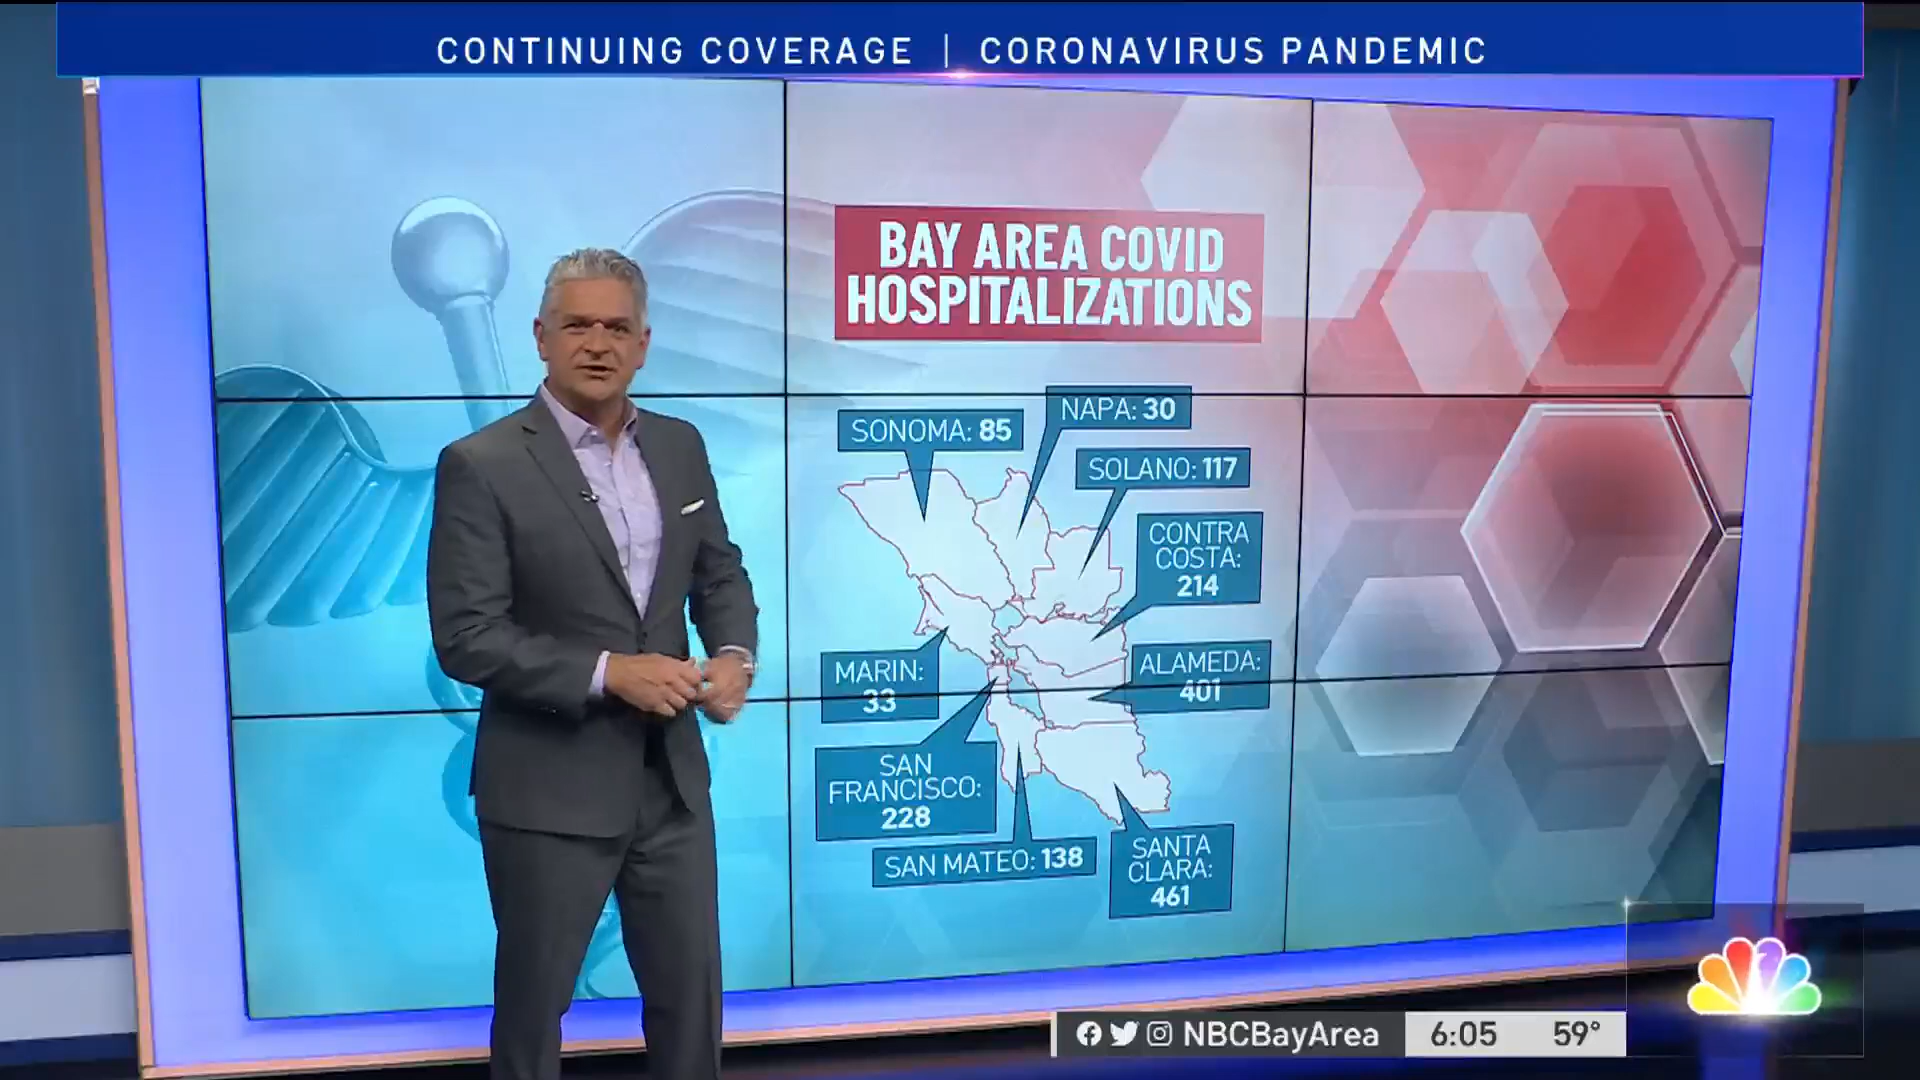 CONTINUING COVERAGE | CORONAVIRUS PANDEMIC
BAY AREA COVID
HOSPITALIZATIONS
NAPA: 30
SONOMA: 85
SOLANO: 117
CONTRA
COSTA:
214
MARIN:
33
ALAMEDA:
401
SAN
FRANCISCO:
228
SAN MATEO: 138
SANTA
CLARA:
461
NBCBayArea
6:05 59°